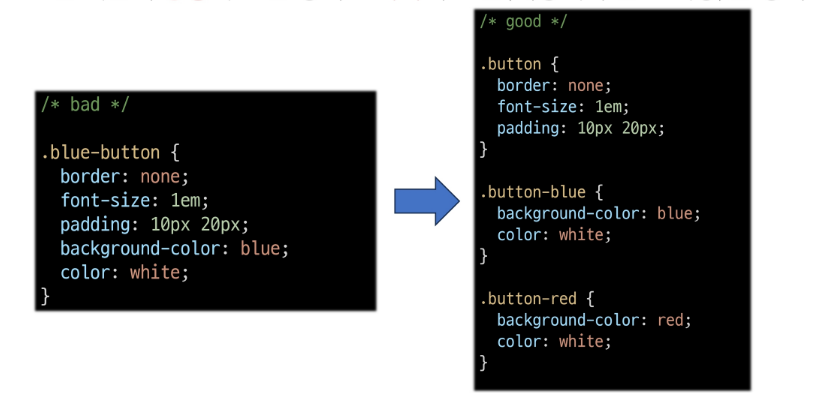 /* bad */
.blue-button {
  border: none;
  font-size: 1em;
  padding: 10px 20px;
  background-color: blue;
  color: white;
}
/* good */
.button {
  border: none;
  font-size: 1em;
  padding: 10px 20px;
}
.button-blue {
  background-color: blue;
  color: white;
}
.button-red {
  background-color: red;
  color: white;
}